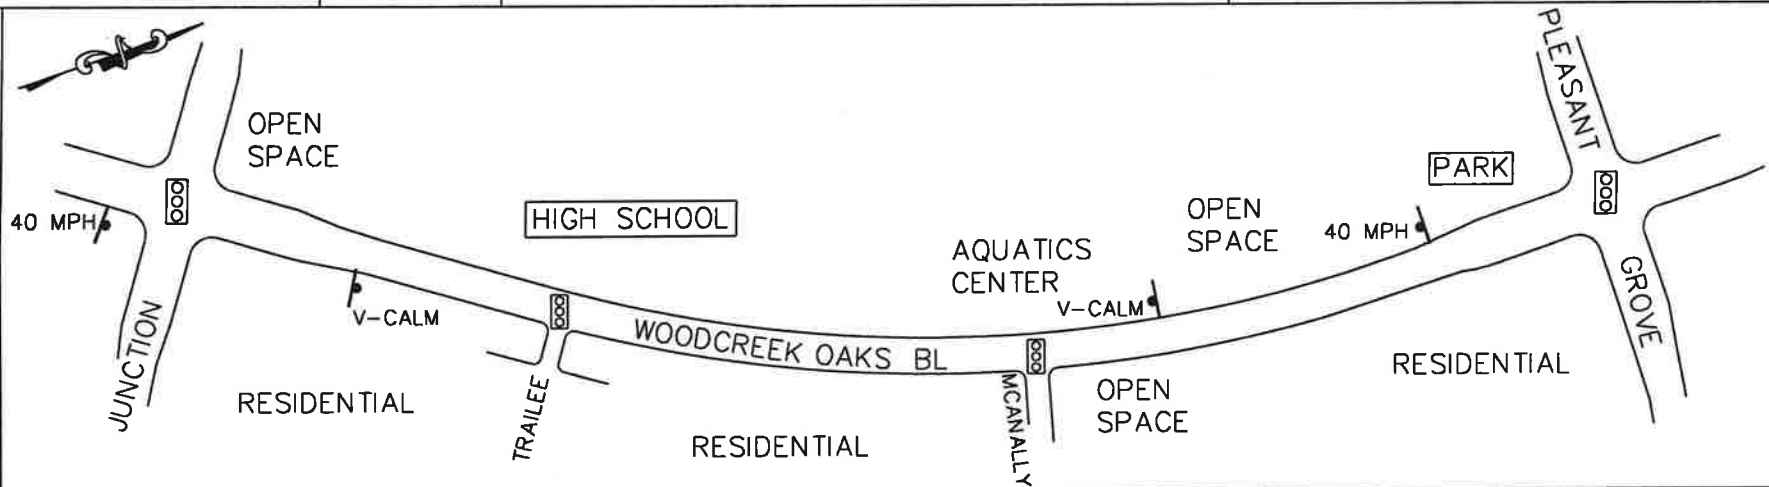 PLEASANT
OPEN
SPACE
PARK
40 MPH
HIGH SCHOOL
OPEN
SPACE
40 MPH
AQUATICS
CENTER
GROVE
V-CALM
V-CALM
JUNCTION
WOODCREEK OAKS BL
RESIDENTIAL
TRAILEE
MCANALLY
OPEN
SPACE
RESIDENTIAL
RESIDENTIAL